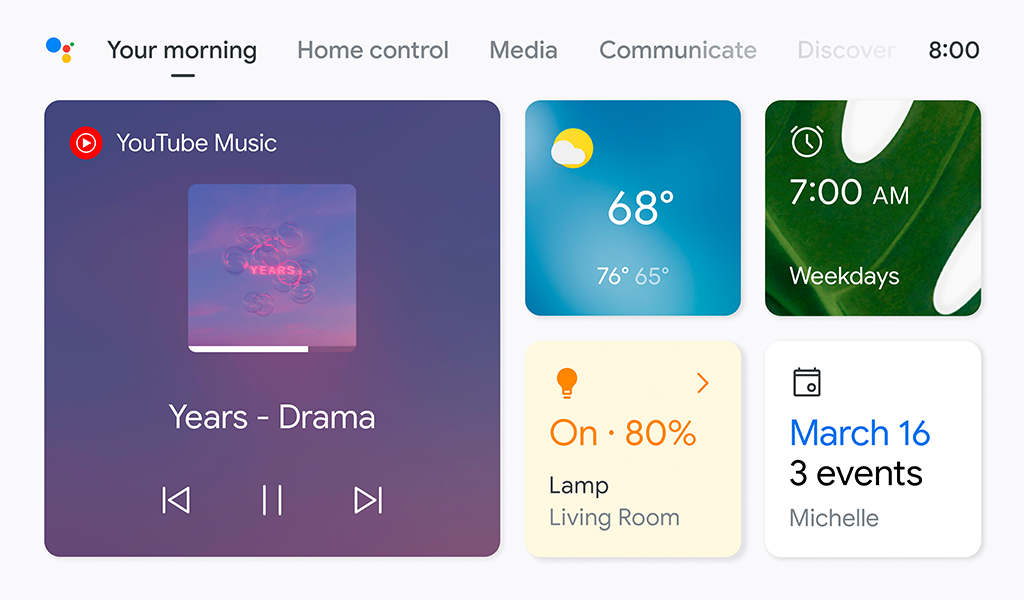 Your morning
Home control
Media
Communicate
Discover
8:00
YouTube Music
YEARS
Years - Drama
68°
76° 65°
7:00 AM
Weekdays
On · 80%
Lamp
Living Room
March 16
3 events
Michelle